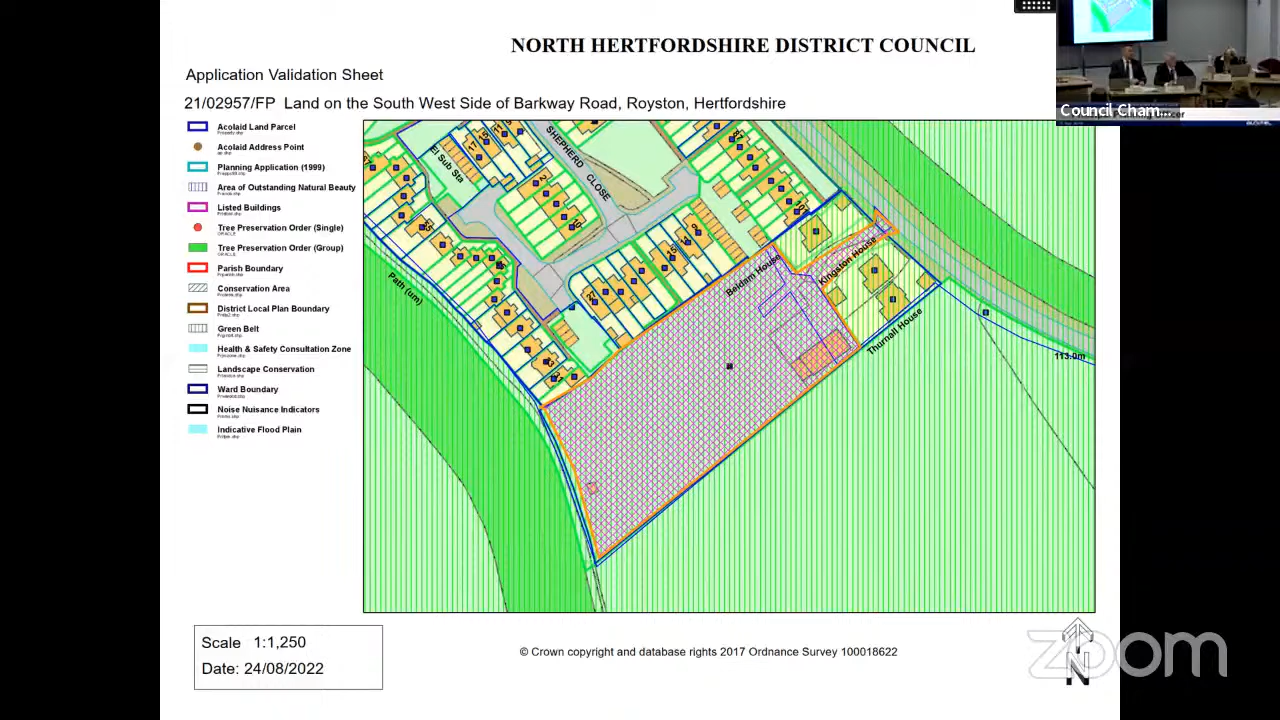 NORTH HERTFORDSHIRE DISTRICT COUNCIL
Application Validation Sheet
21/02957/FP Land on the South West Side of Barkway Road, Royston, Hertfordshire
Council Cham...
Acolaid Land Parcel
Acolaid Address Point
Planning Application (1999)
Area of Outstanding Natural Beauty
Listed Buildings
Tree Preservation Order (Single)
Tree Preservation Order (Group)
Parish Boundary
Conservation Area
District Local Plan Boundary
Green Belt
Health & Safety Consultation Zone
Landscape Conservation
Ward Boundary
Noise Nuisance Indicators
Indicative Flood Plain
El Sub Sta
SHEPHERD CLOSE
Path (um)
Beldam House
Kingston House
Thurnall House
113.0m
Scale 1:1,250
Date: 24/08/2022
© Crown copyright and database rights 2017 Ordnance Survey 100018622
N
zoom